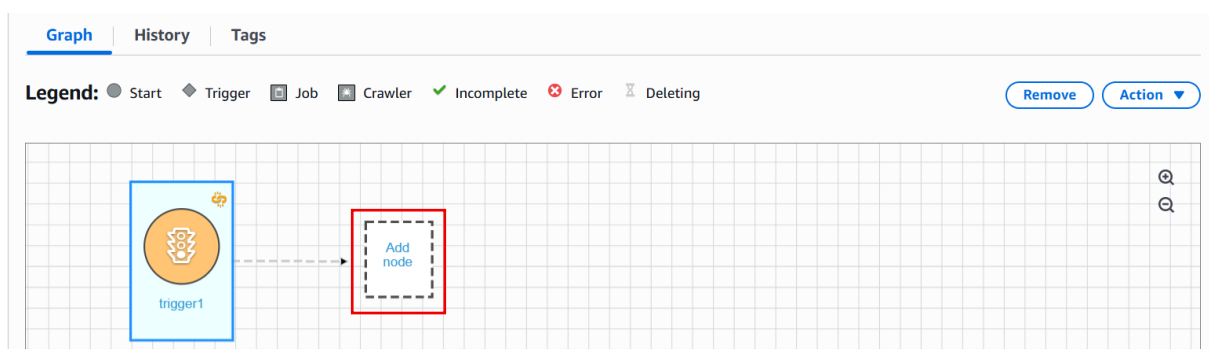 Graph History Tags
Legend: Start Trigger Job Crawler Incomplete Error Deleting
Remove Action
Add
node
trigger1